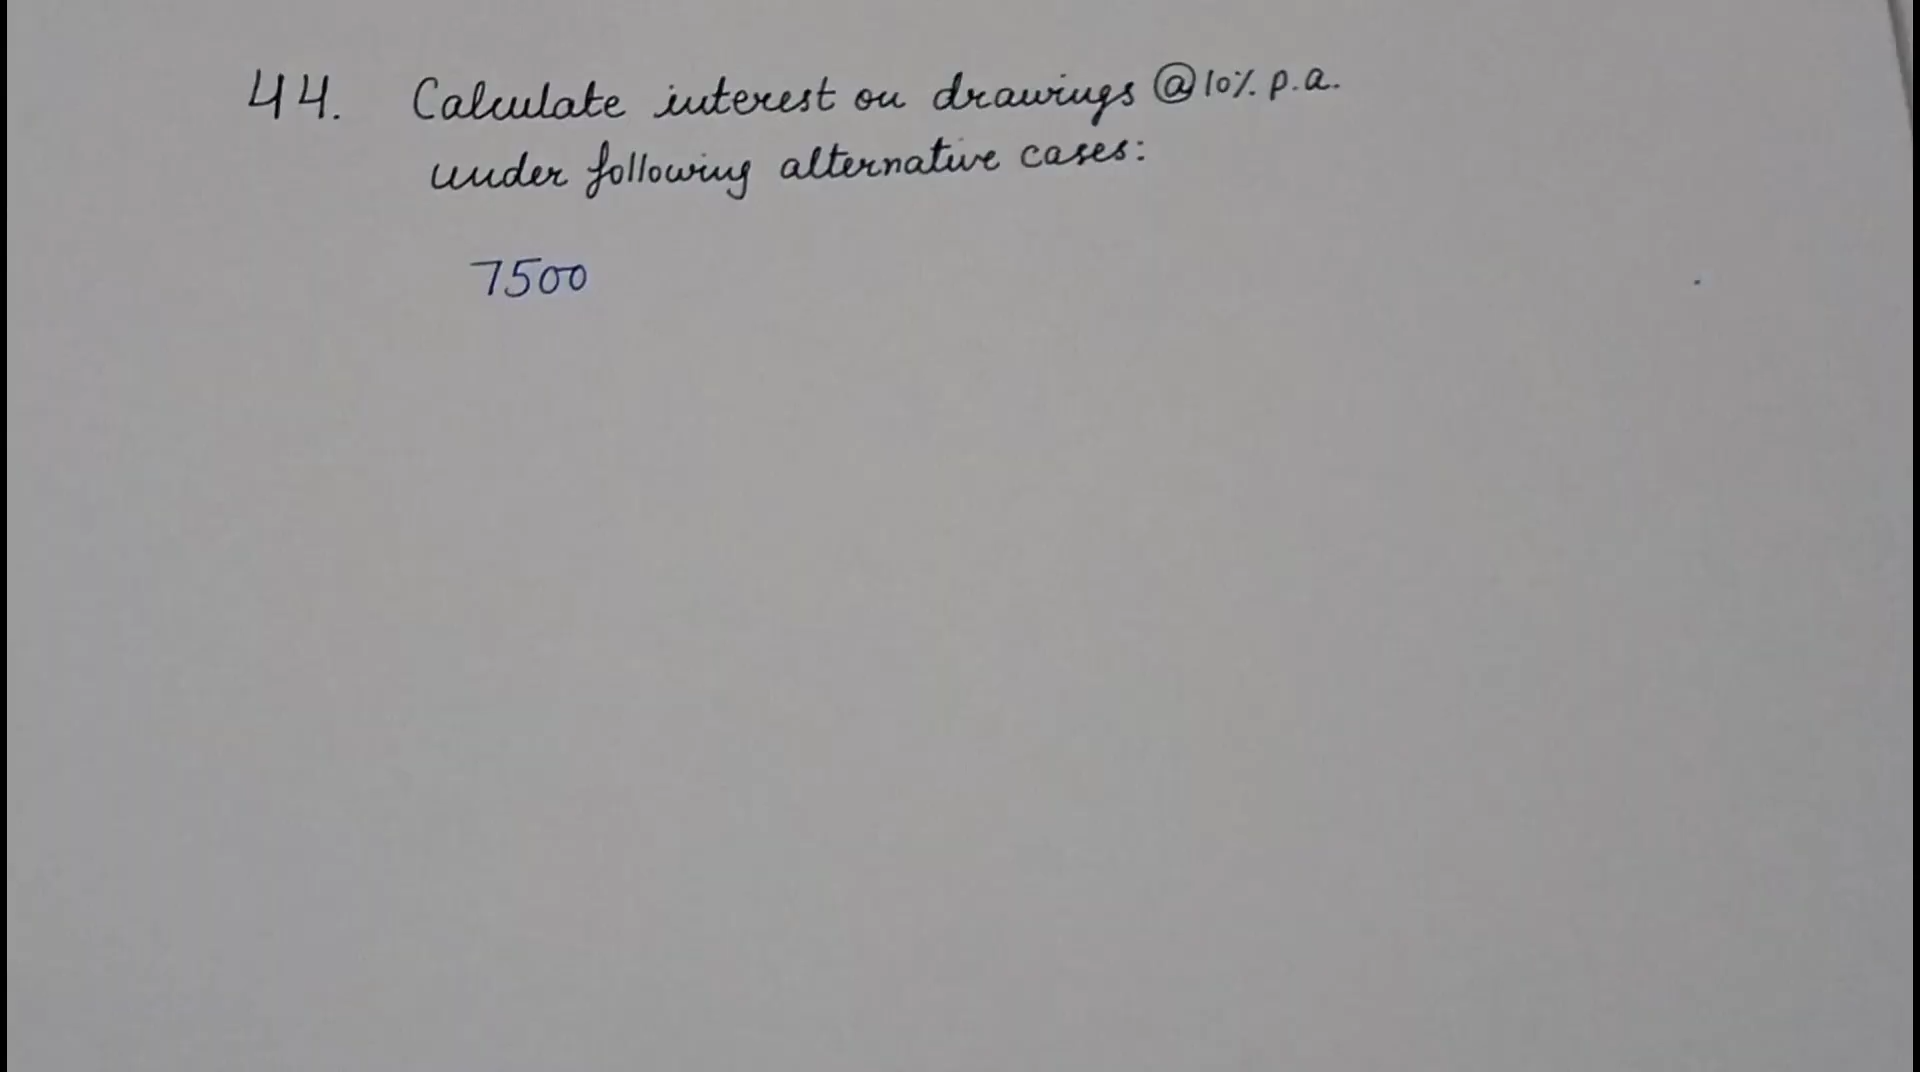 44. Calculate interest on drawings @10% p.a.
under following alternative cases:
7500